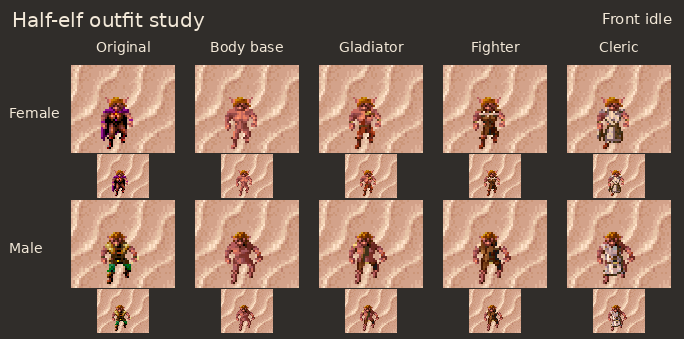 Half-elf outfit study
Front idle
Original Body base Gladiator Fighter Cleric
Female
Male